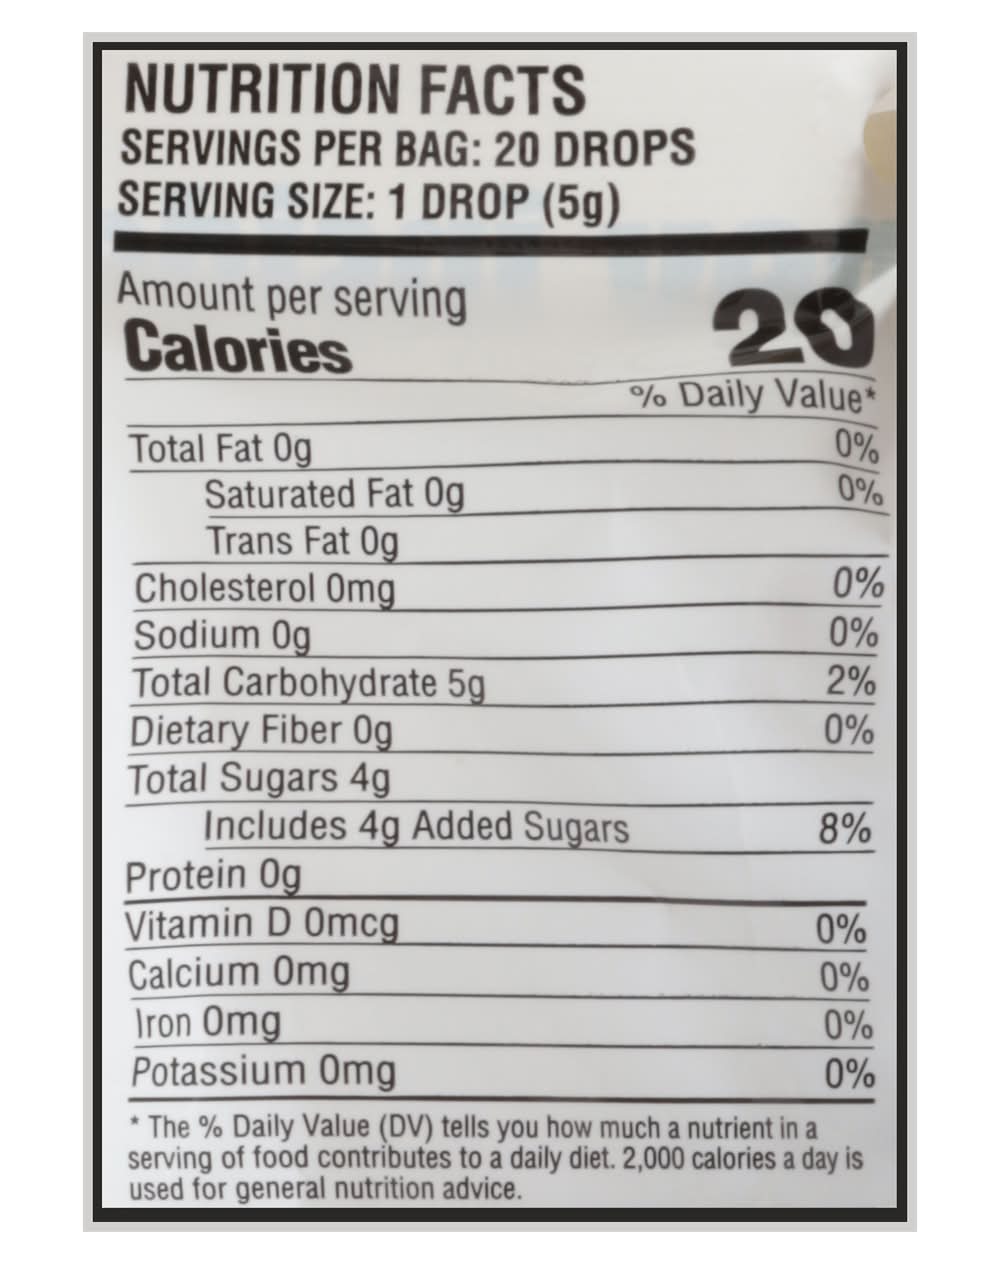 NUTRITION FACTS
SERVINGS PER BAG: 20 DROPS
SERVING SIZE: 1 DROP (5g)
Amount per serving
Calories 20
% Daily Value*
Total Fat 0g 0%
Saturated Fat 0g 0%
Trans Fat 0g
Cholesterol 0mg 0%
Sodium 0g 0%
Total Carbohydrate 5g 2%
Dietary Fiber 0g 0%
Total Sugars 4g
Includes 4g Added Sugars 8%
Protein 0g
Vitamin D 0mcg 0%
Calcium 0mg 0%
Iron 0mg 0%
Potassium 0mg 0%
* The % Daily Value (DV) tells you how much a nutrient in a
serving of food contributes to a daily diet. 2,000 calories a day is
used for general nutrition advice.